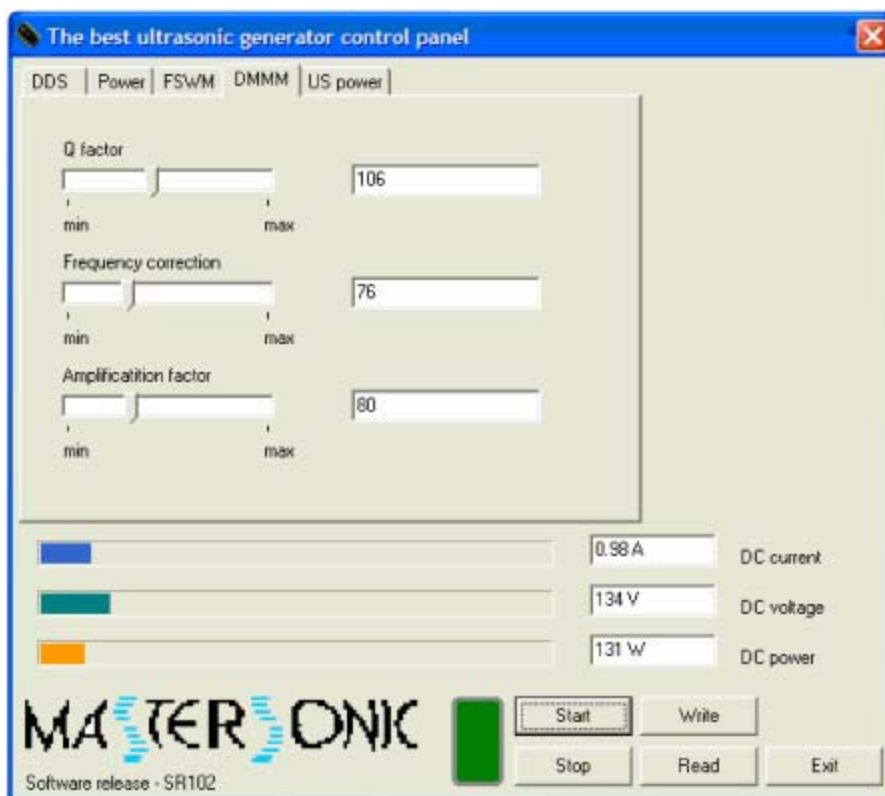 The best ultrasonic generator control panel
DDS Power FSWM DMMM US power
Q factor
106
min max
Frequency correction
76
min max
Amplificatition factor
80
min max
0.98 A DC current
134 V DC voltage
131 W DC power
MASTERSONIC
Start Write
Stop Read Exit
Software release - SR102